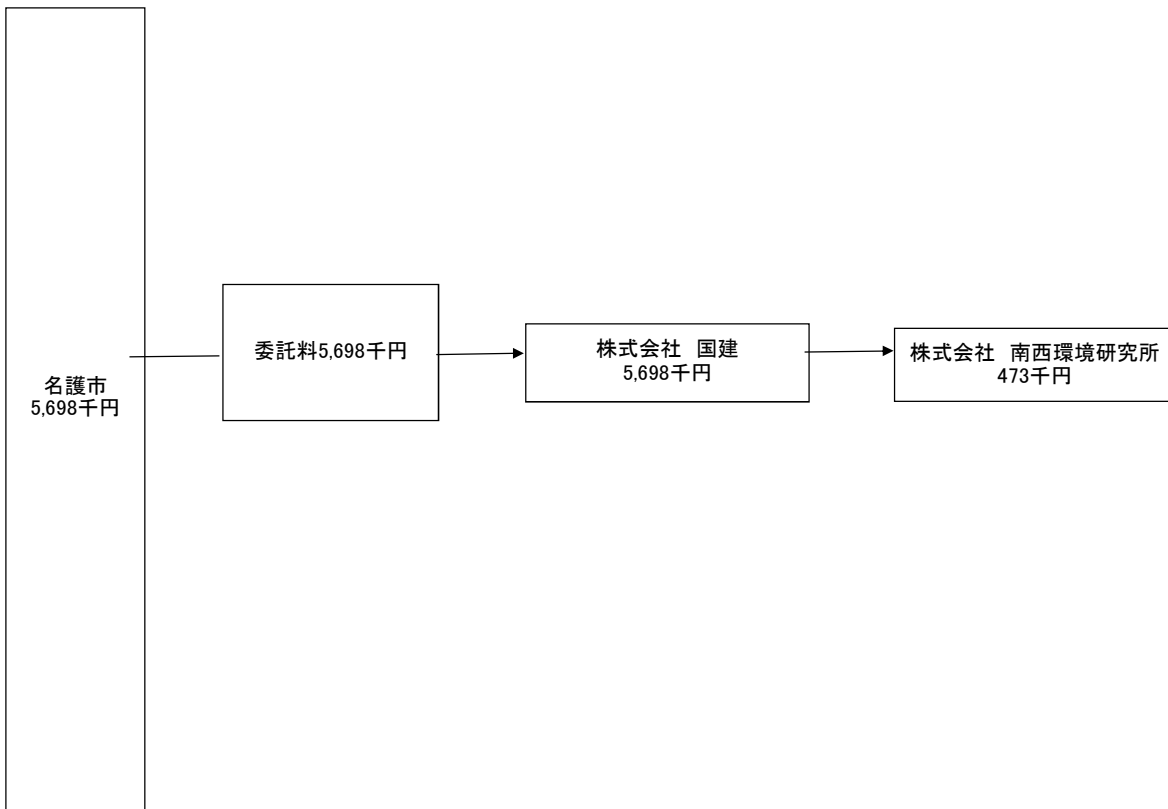 名護市
5,698千円
委託料5,698千円
株式会社　国建
5,698千円
株式会社　南西環境研究所
473千円